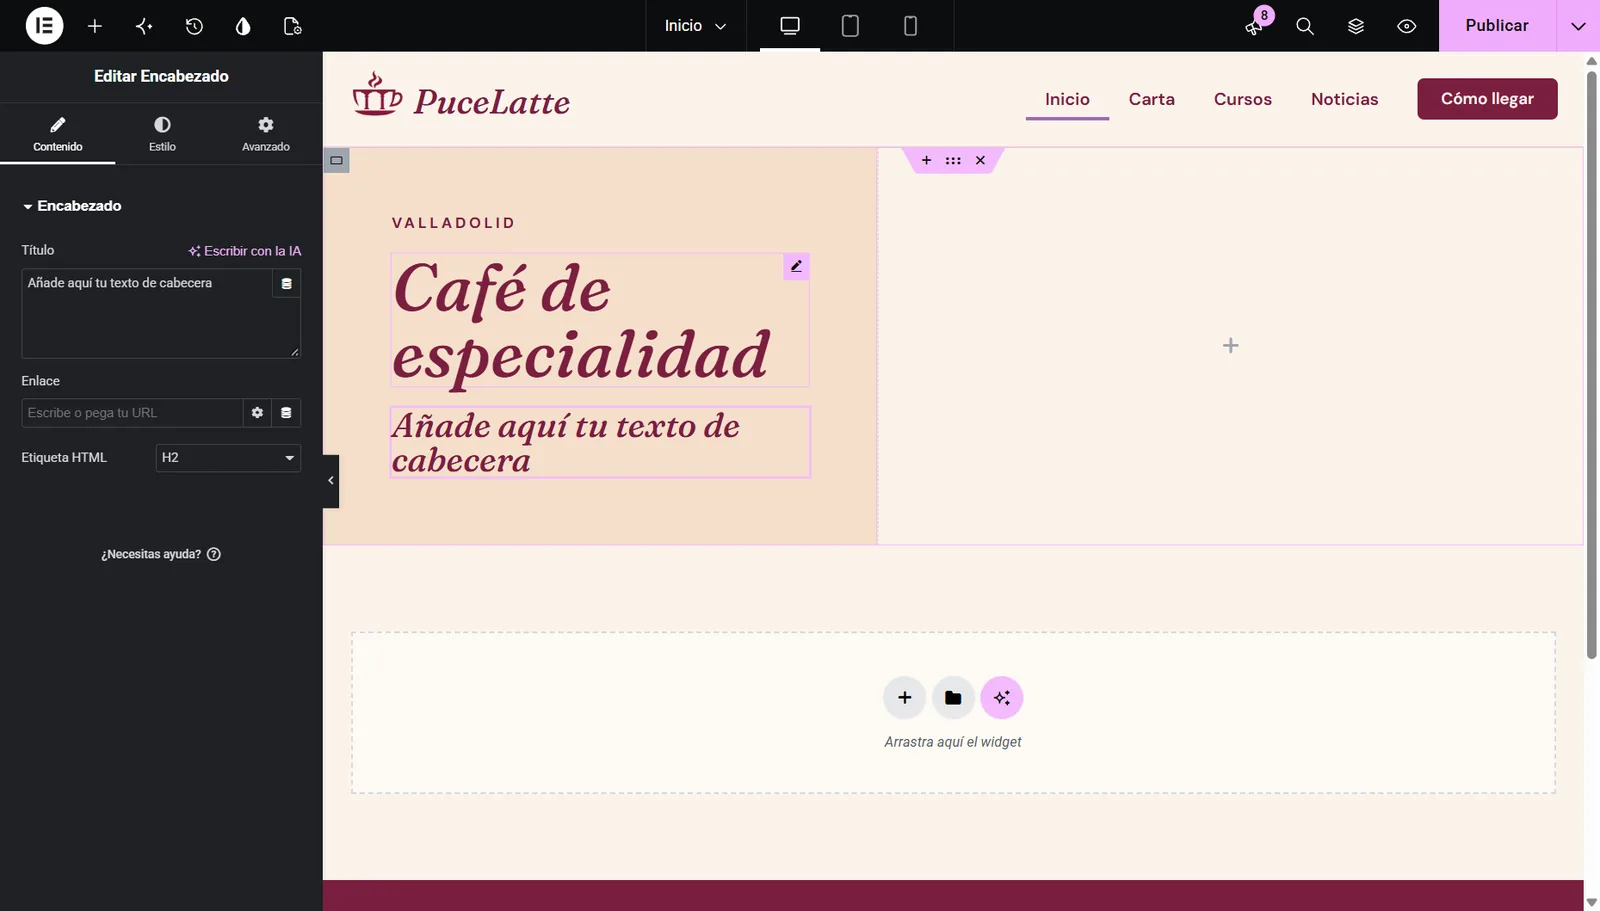 Inicio
8
Publicar
Editar Encabezado
Contenido
Estilo
Avanzado
Encabezado
Título
Escribir con la IA
Añade aquí tu texto de cabecera
Enlace
Escribe o pega tu URL
Etiqueta HTML
H2
¿Necesitas ayuda?
PuceLatte
Inicio
Carta
Cursos
Noticias
Cómo llegar
VALLADOLID
Café de
especialidad
Añade aquí tu texto de
cabecera
Arrastra aquí el widget